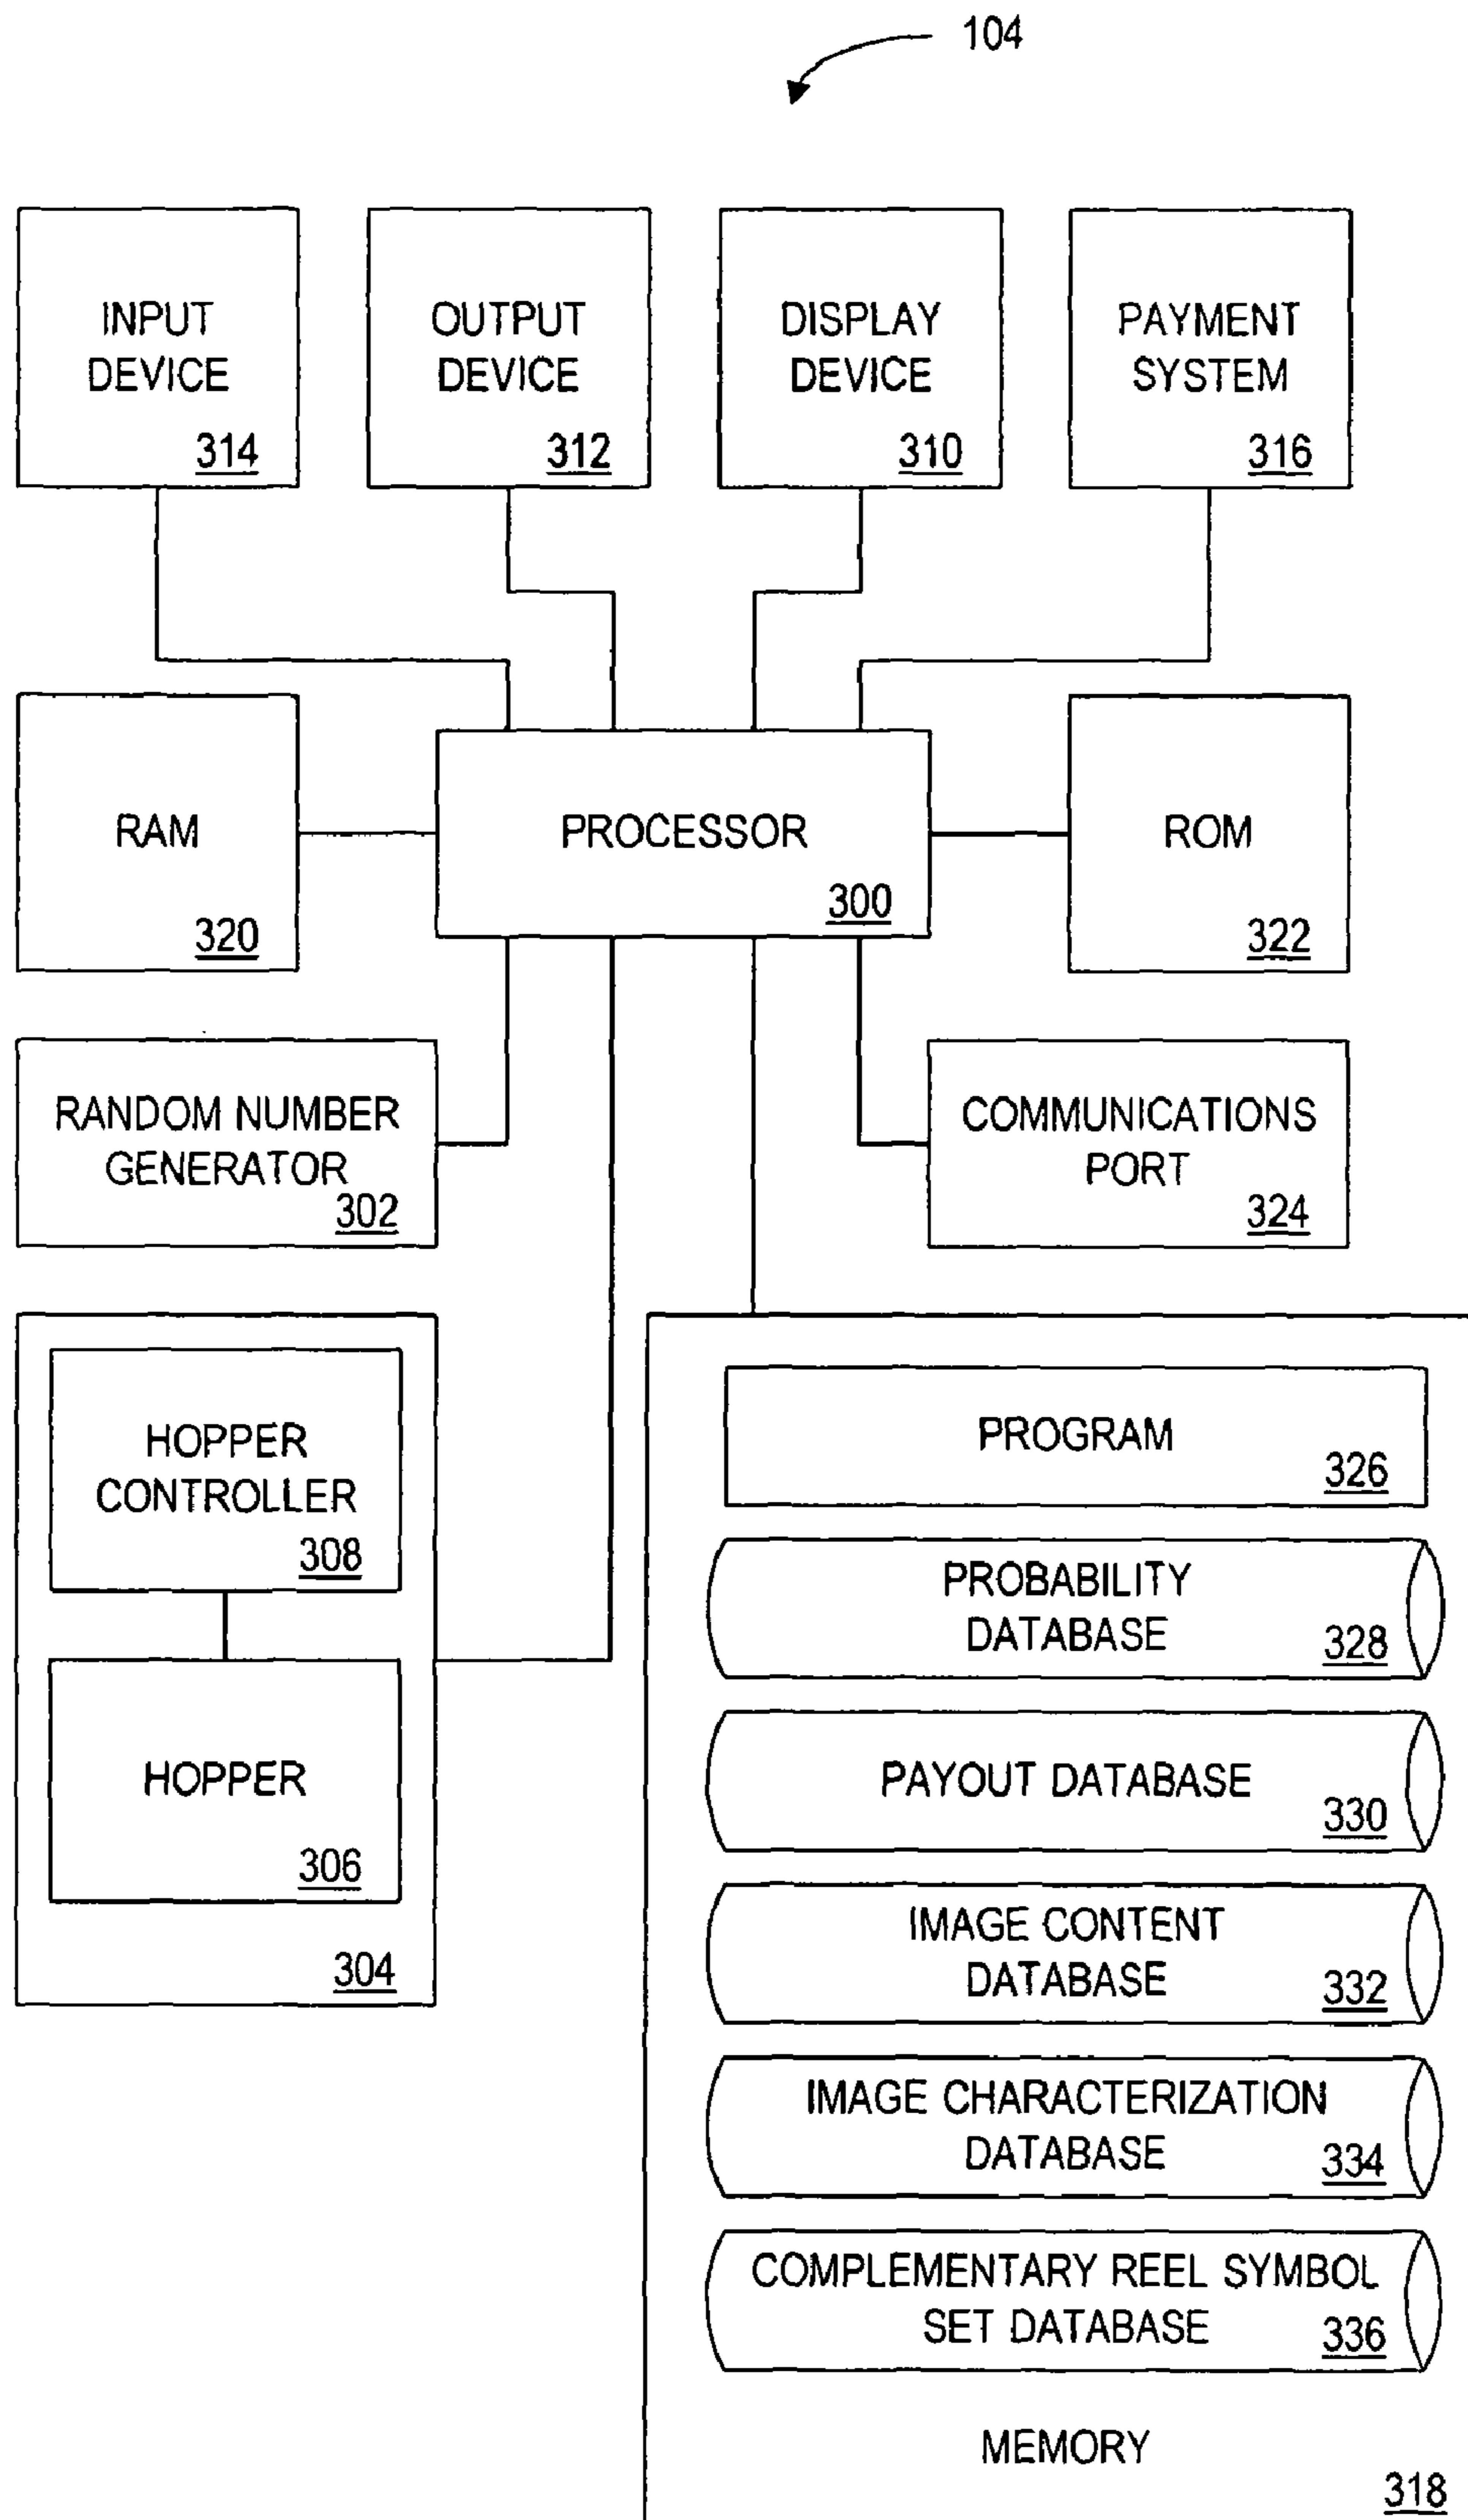 104
INPUT
DEVICE
314
OUTPUT
DEVICE
312
DISPLAY
DEVICE
310
PAYMENT
SYSTEM
316
RAM
320
PROCESSOR
300
ROM
322
RANDOM NUMBER
GENERATOR
302
COMMUNICATIONS
PORT
324
HOPPER
CONTROLLER
308
HOPPER
306
304
PROGRAM
326
PROBABILITY
DATABASE
328
PAYOUT DATABASE
330
IMAGE CONTENT
DATABASE
332
IMAGE CHARACTERIZATION
DATABASE
334
COMPLEMENTARY REEL SYMBOL
SET DATABASE
336
MEMORY
318